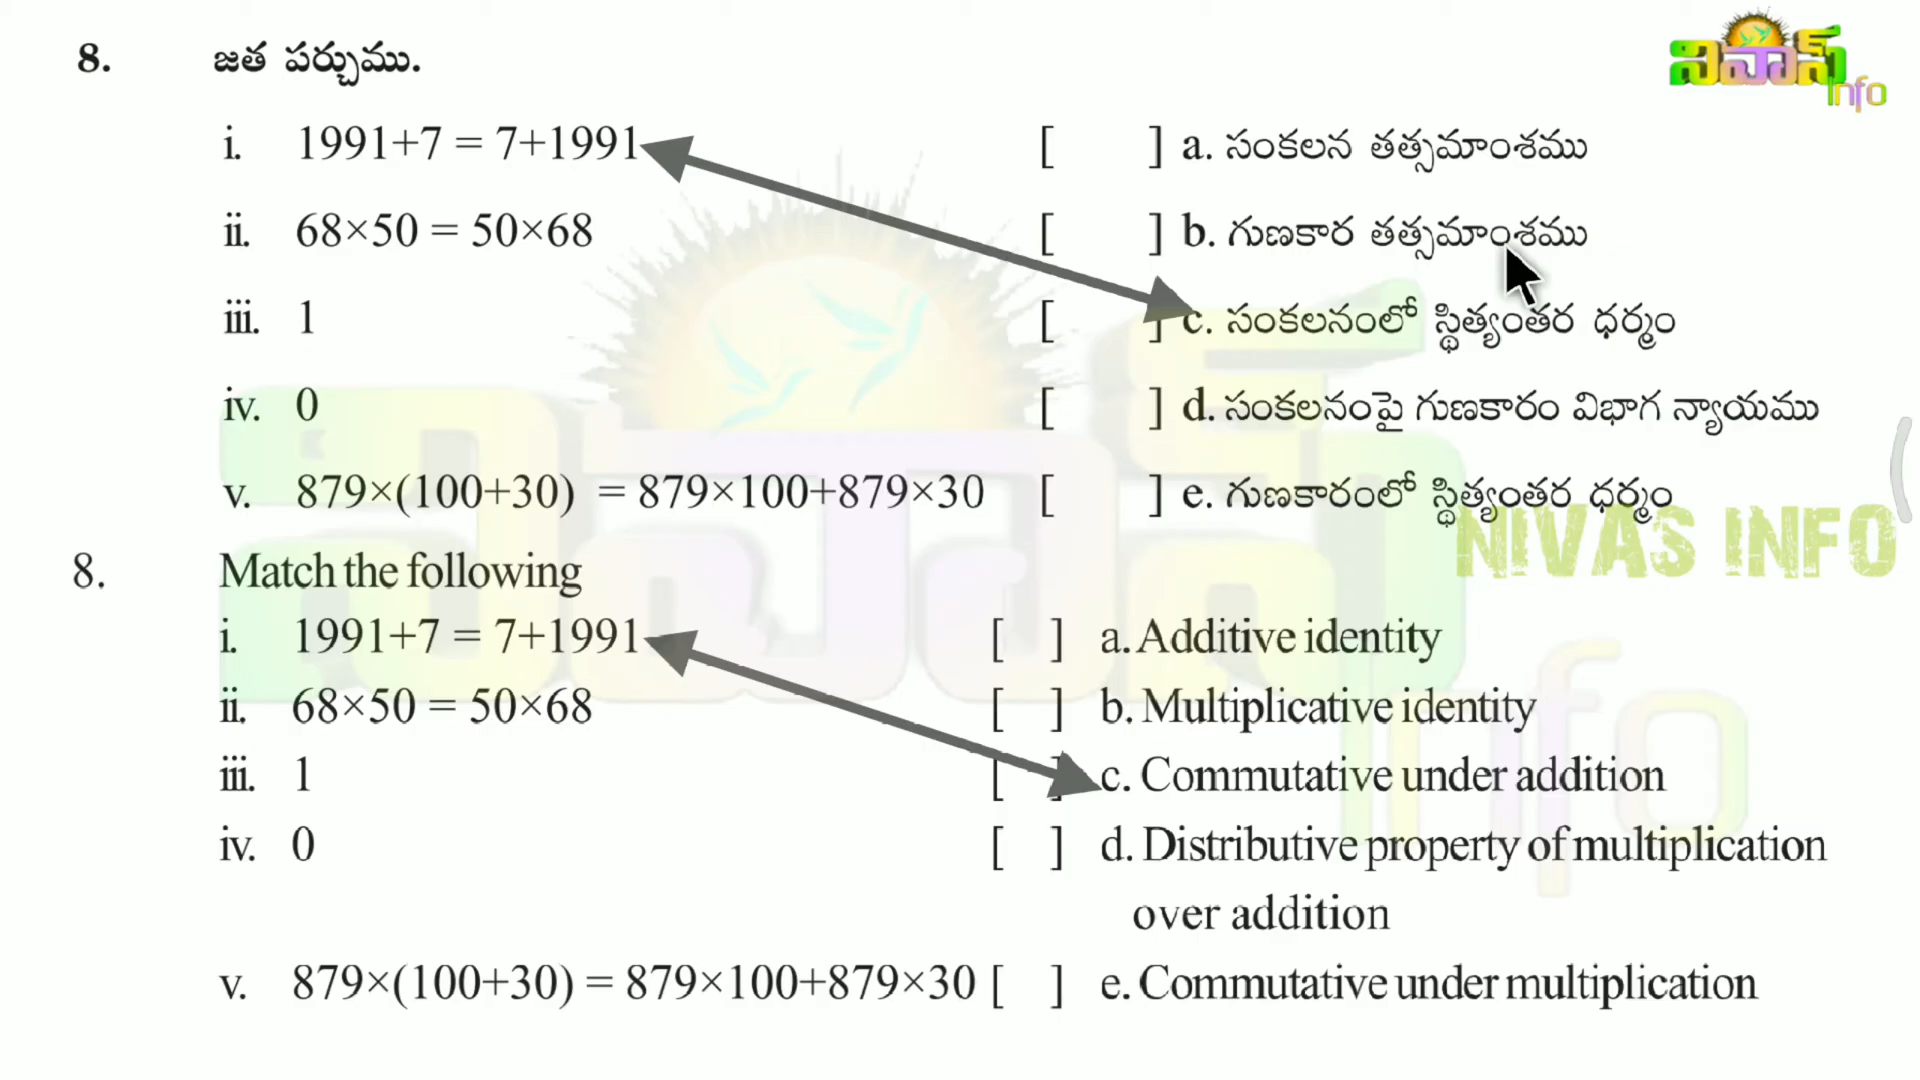 నివాస్
Info
8. జత పర్చుము.
i. 1991+7 = 7+1991 [ ] a. సంకలన తత్సమాంశము
ii. 68×50 = 50×68 [ ] b. గుణకార తత్సమాంశము
iii. 1 [ ] c. సంకలనంలో స్థిత్యంతర ధర్మం
iv. 0 [ ] d. సంకలనంపై గుణకారం విభాగ న్యాయము
v. 879×(100+30) = 879×100+879×30 [ ] e. గుణకారంలో స్థిత్యంతర ధర్మం
NIVAS INFO
8. Match the following
i. 1991+7 = 7+1991 [ ] a. Additive identity
ii. 68×50 = 50×68 [ ] b. Multiplicative identity
iii. 1 [ ] c. Commutative under addition
iv. 0 [ ] d. Distributive property of multiplication
over addition
v. 879×(100+30) = 879×100+879×30 [ ] e. Commutative under multiplication